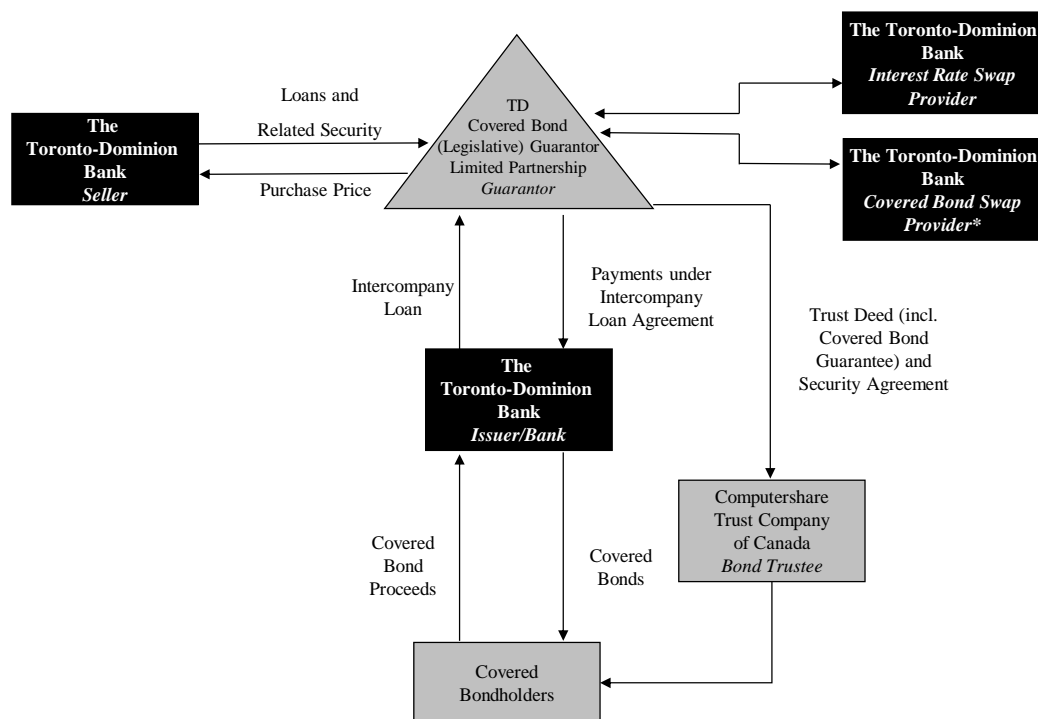 The Toronto-Dominion
Bank
Interest Rate Swap
Provider
TD
Covered Bond
(Legislative) Guarantor
Limited Partnership
Guarantor
Loans and
Related Security
The
Toronto-Dominion
Bank
Seller
Purchase Price
The Toronto-Dominion
Bank
Covered Bond Swap
Provider*
Intercompany
Loan
Payments under
Intercompany
Loan Agreement
Trust Deed (incl.
Covered Bond
Guarantee) and
Security Agreement
The
Toronto-Dominion
Bank
Issuer/Bank
Computershare
Trust Company
of Canada
Bond Trustee
Covered
Bond
Proceeds
Covered
Bonds
Covered
Bondholders